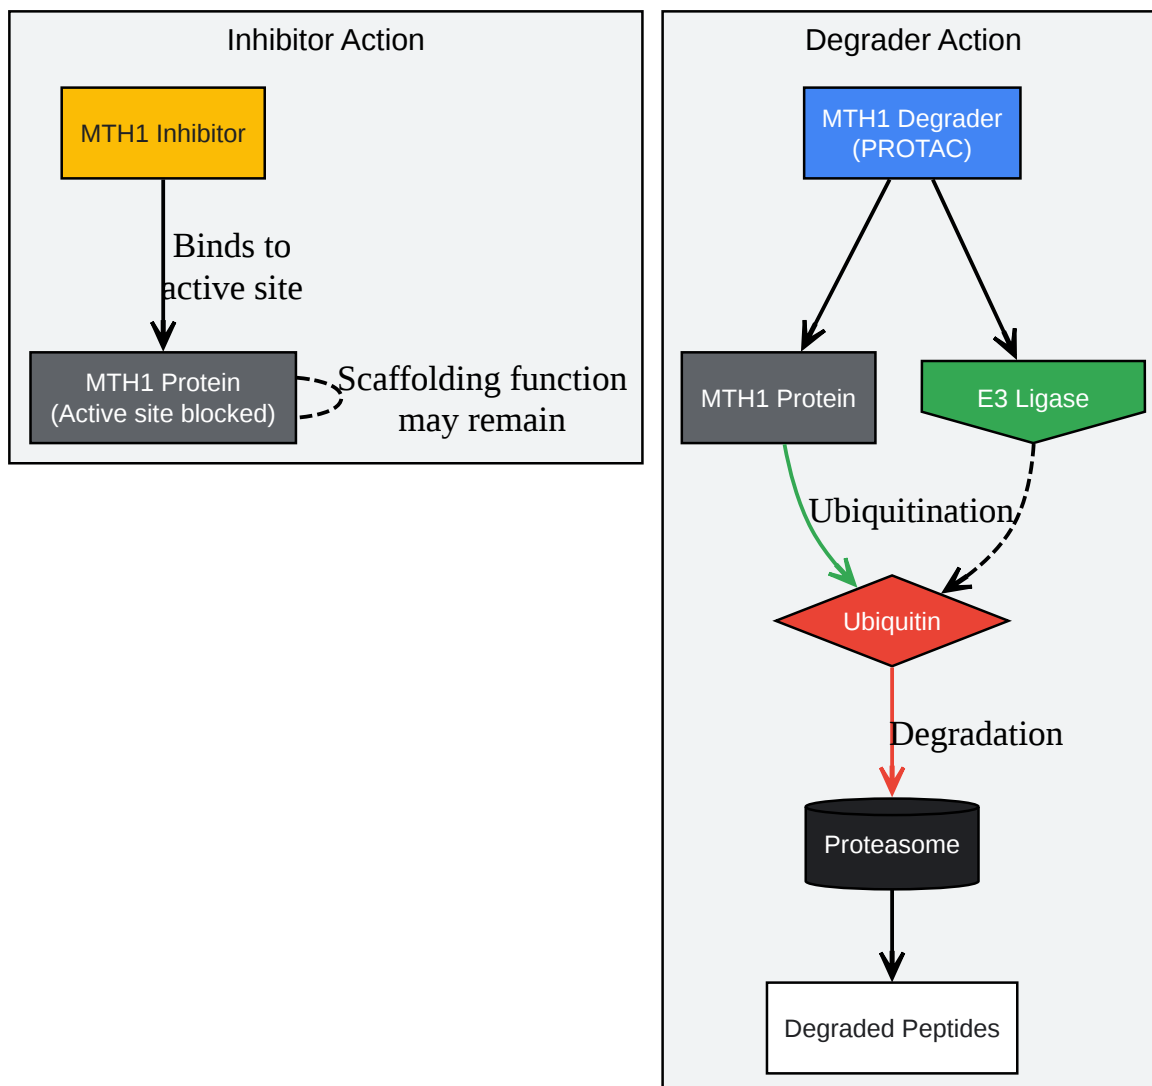 Inhibitor Action
MTH1 Inhibitor
Binds to
active site
MTH1 Protein
(Active site blocked)
Scaffolding function
may remain
Degrader Action
MTH1 Degrader
(PROTAC)
MTH1 Protein
E3 Ligase
Ubiquitination
Ubiquitin
Degradation
Proteasome
Degraded Peptides